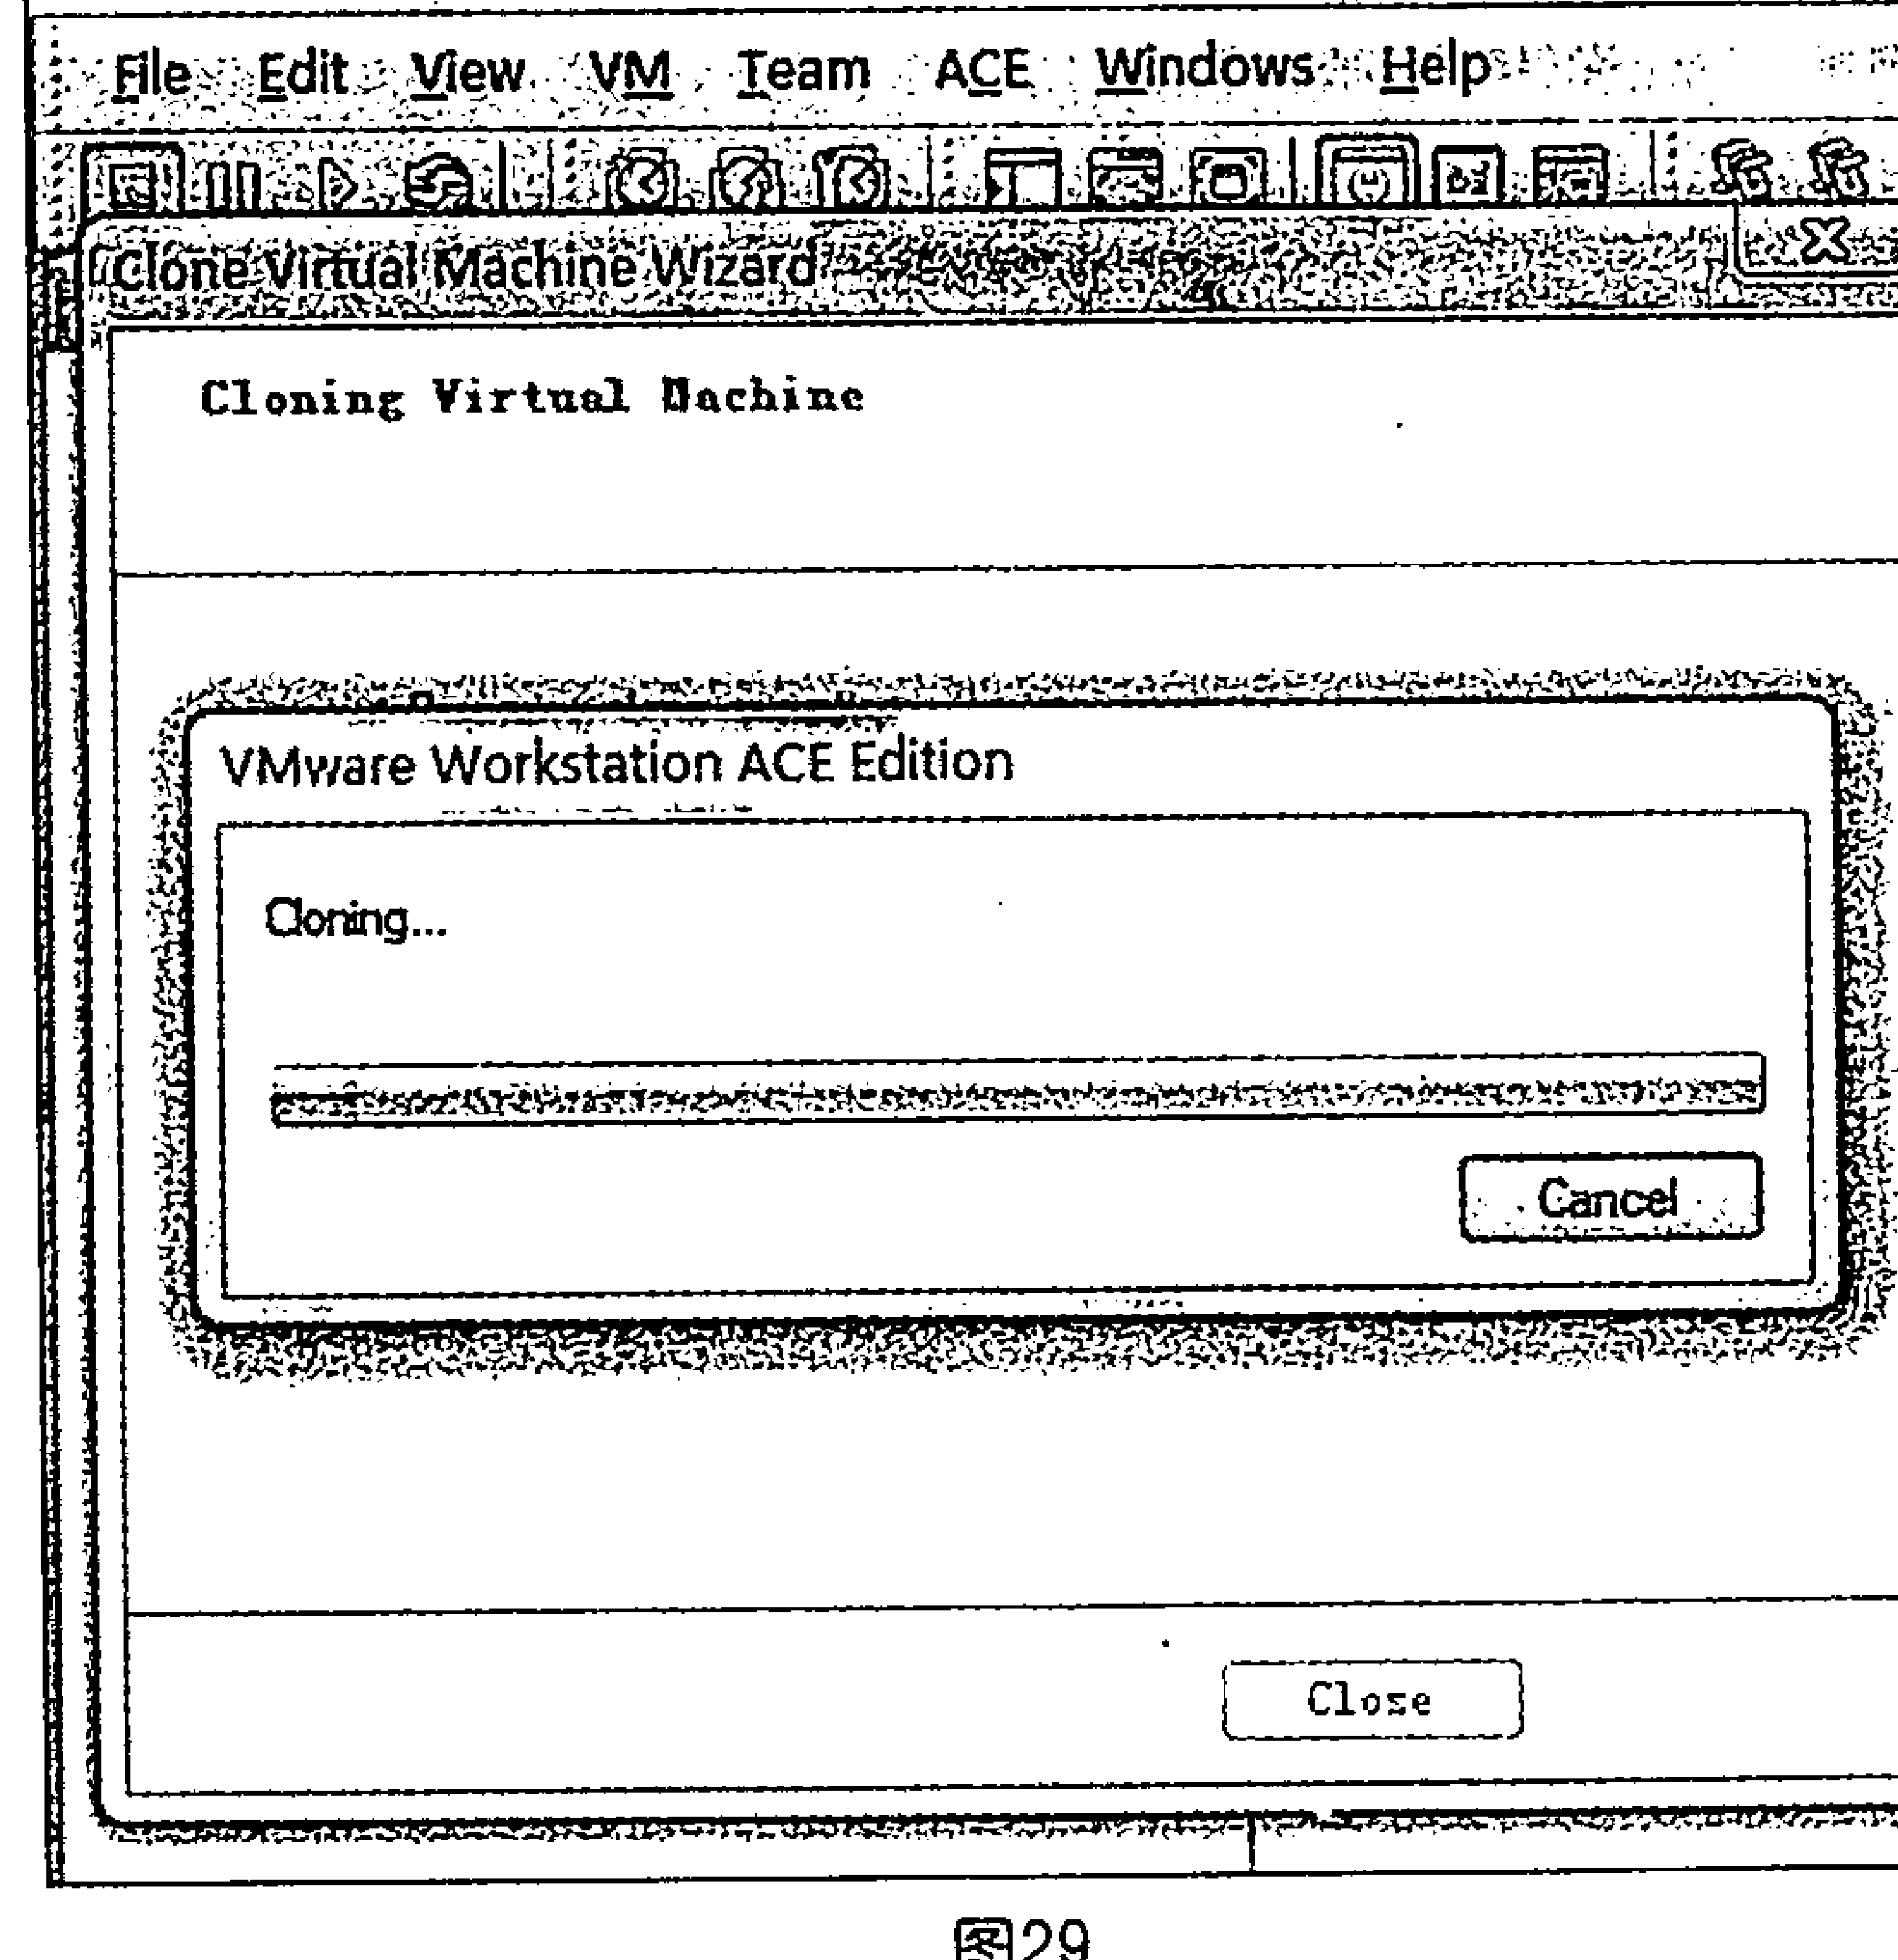 File Edit View VM Team ACE Windows Help
Clone Virtual Machine Wizard
Cloning Virtual Machine
VMware Workstation ACE Edition
Cloning...
Cancel
Close
图29